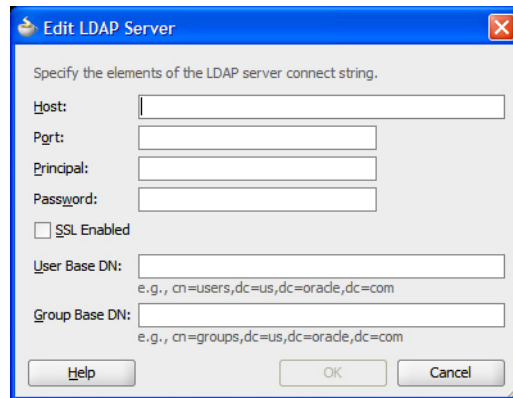 Edit LDAP Server
Specify the elements of the LDAP server connect string.
Host:
Port:
Principal:
Password:
SSL Enabled
User Base DN:
e.g., cn=users,dc=us,dc=oracle,dc=com
Group Base DN:
e.g., cn=groups,dc=us,dc=oracle,dc=com
Help OK Cancel